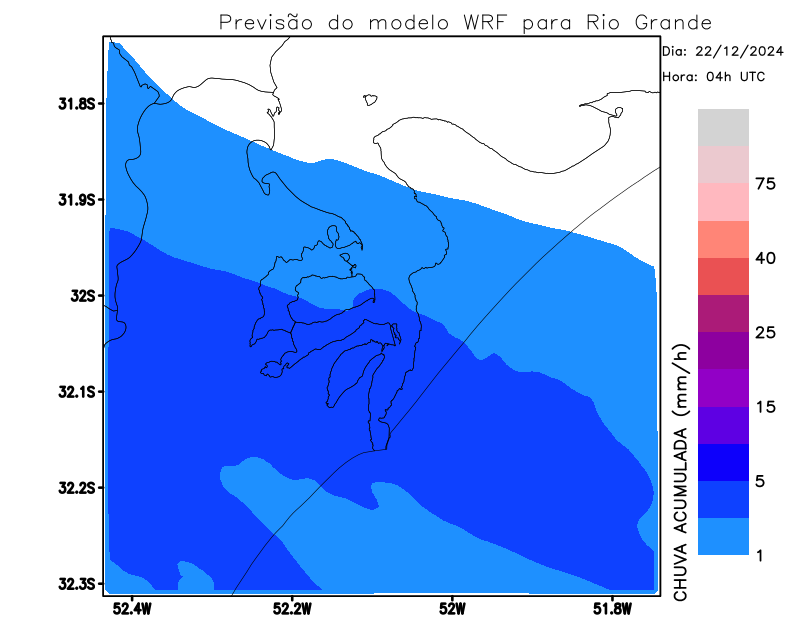 Previsão do modelo WRF para Rio Grande
Dia: 22/12/2024
Hora: 04h UTC
31.8S
31.9S
32S
32.1S
32.2S
32.3S
52.4W
52.2W
52W
51.8W
CHUVA ACUMULADA (mm/h)
75
40
25
15
5
1